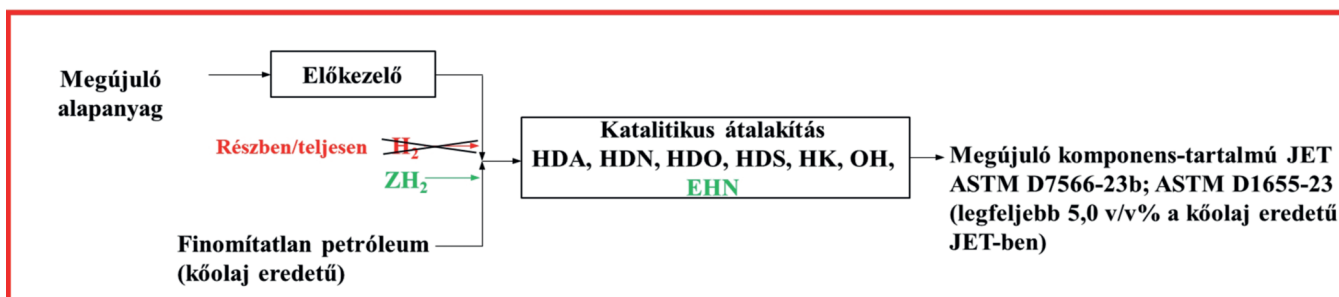 Megújuló
alapanyag
Előkezelő
Részben/teljesen
H₂
ZH₂
Finomítatlan petróleum
(kőolaj eredetű)
Katalitikus átalakítás
HDA, HDN, HDO, HDS, HK, OH,
EHN
Megújuló komponens-tartalmú JET
ASTM D7566-23b; ASTM D1655-23
(legfeljebb 5,0 v/v% a kőolaj eredetű
JET-ben)